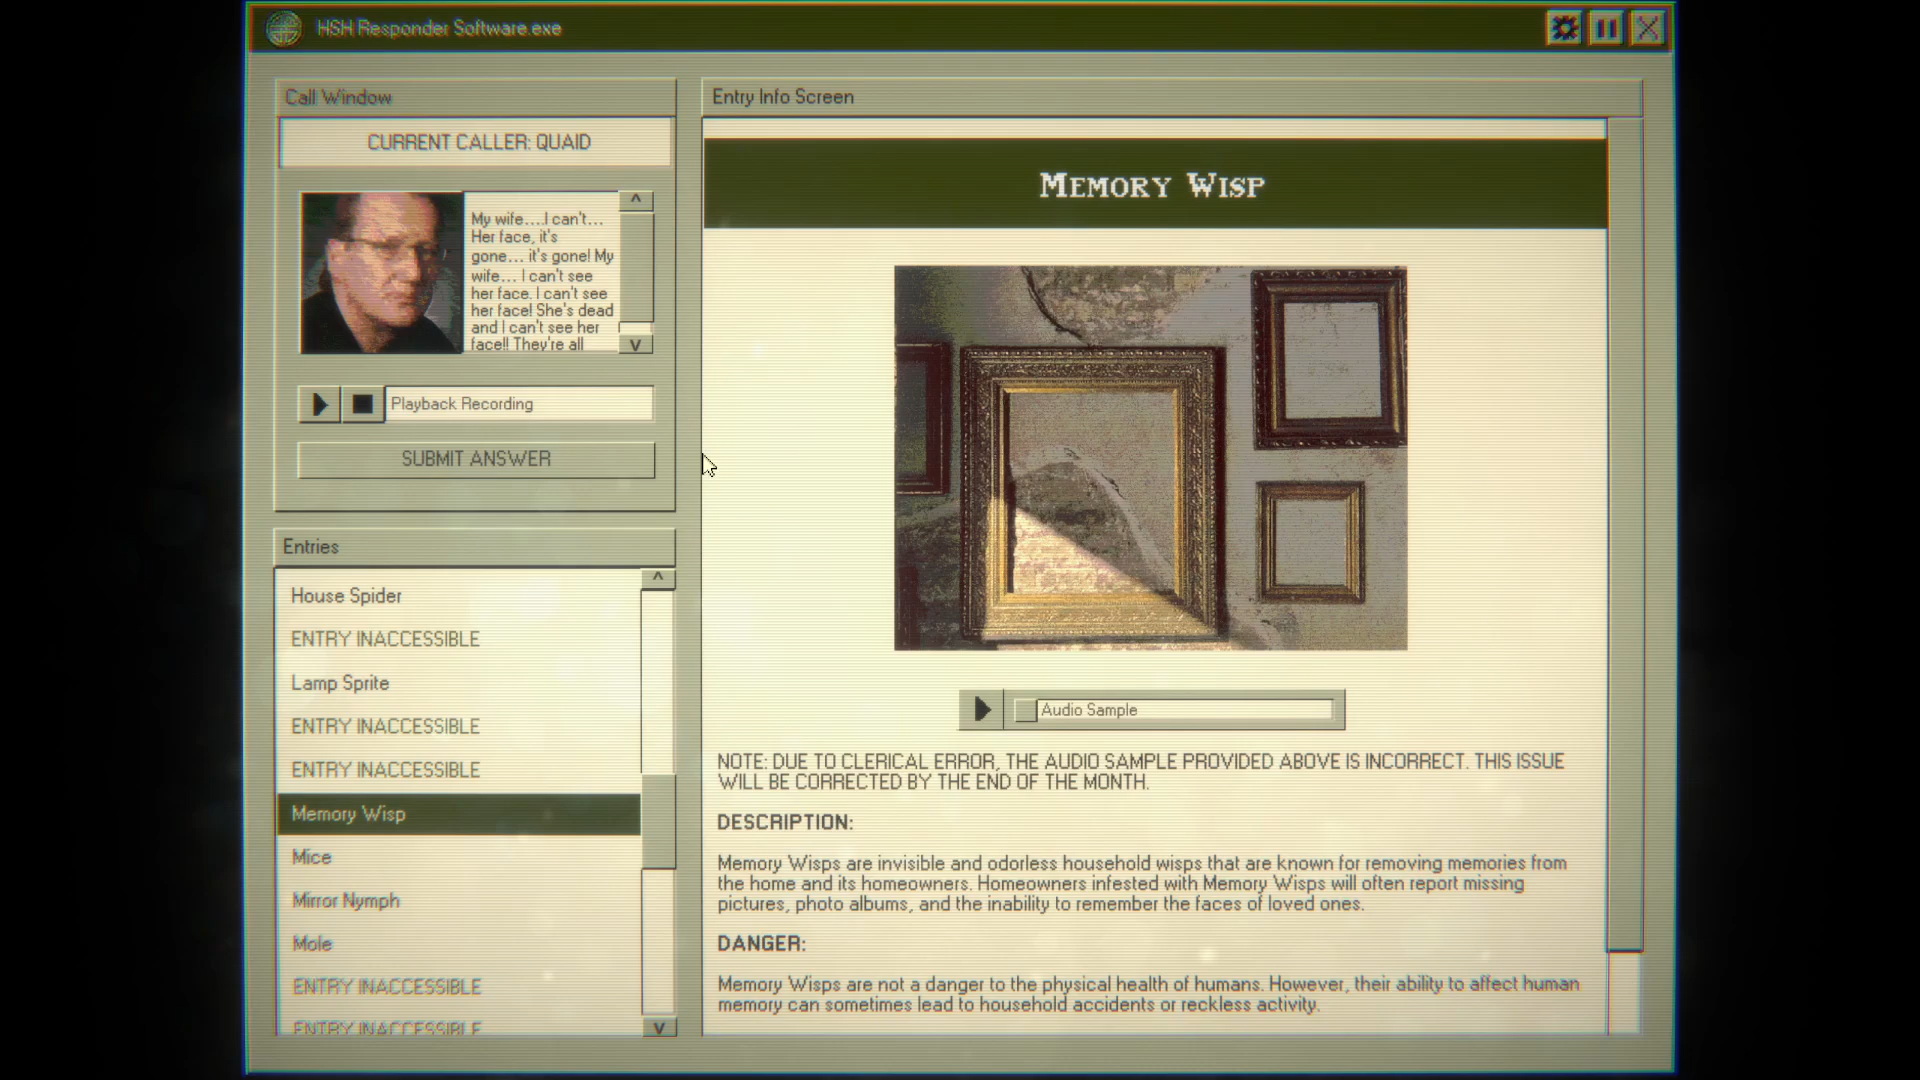 HSH Responder Software.exe
Call Window
CURRENT CALLER: QUAID
My wife....I can't...
Her face, it's
gone... it's gone! My
wife... I can't see
her face. I can't see
her face! She's dead
and I can't see her
face!! They're all
Playback Recording
SUBMIT ANSWER
Entries
House Spider
ENTRY INACCESSIBLE
Lamp Sprite
ENTRY INACCESSIBLE
ENTRY INACCESSIBLE
Memory Wisp
Mice
Mirror Nymph
Mole
ENTRY INACCESSIBLE
ENTRY INACCESSIBLE
Entry Info Screen
Memory Wisp
Audio Sample
NOTE: DUE TO CLERICAL ERROR, THE AUDIO SAMPLE PROVIDED ABOVE IS INCORRECT. THIS ISSUE
WILL BE CORRECTED BY THE END OF THE MONTH.
DESCRIPTION:
Memory Wisps are invisible and odorless household wisps that are known for removing memories from
the home and its homeowners. Homeowners infested with Memory Wisps will often report missing
pictures, photo albums, and the inability to remember the faces of loved ones.
DANGER:
Memory Wisps are not a danger to the physical health of humans. However, their ability to affect human
memory can sometimes lead to household accidents or reckless activity.